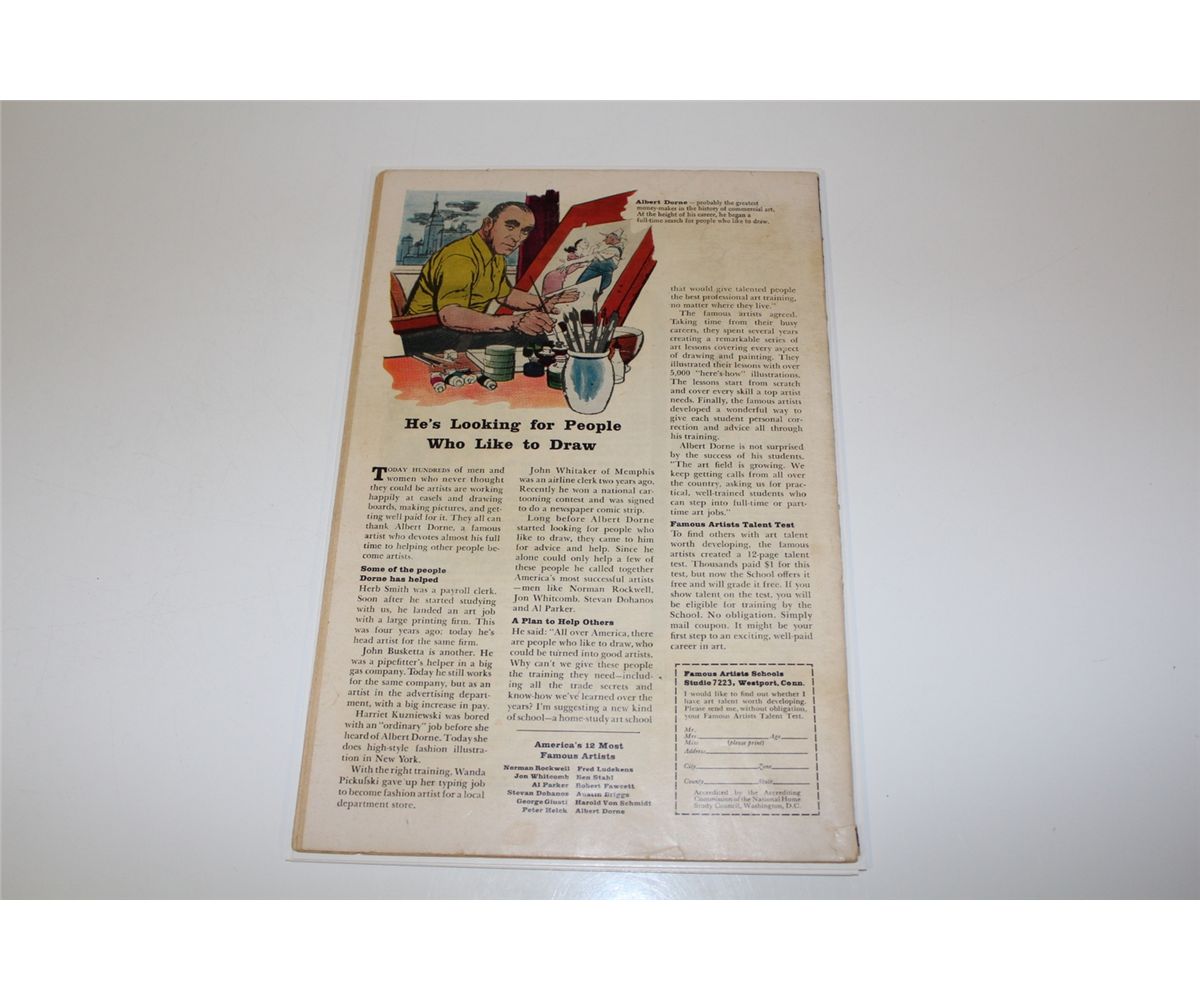 Albert Dorne — probably the greatest
money-maker in the history of commercial art.
At the height of his career, he began a
full-time search for people who like to draw.
He's Looking for People
Who Like to Draw
TODAY HUNDREDS of men and
women who never thought
they could be artists are working
happily at easels and drawing
boards, making pictures, and get-
ting well paid for it. They all can
thank Albert Dorne, a famous
artist who devotes almost his full
time to helping other people be-
come artists.
Some of the people
Dorne has helped
Herb Smith was a payroll clerk.
Soon after he started studying
with us, he landed an art job
with a large printing firm. This
was four years ago; today he's
head artist for the same firm.
John Busketta is another. He
was a pipefitter's helper in a big
gas company. Today he still works
for the same company, but as an
artist in the advertising depart-
ment, with a big increase in pay.
Harriet Kuzniewski was bored
with an "ordinary" job before she
heard of Albert Dorne. Today she
does high-style fashion illustra-
tion in New York.
With the right training, Wanda
Pickulski gave up her typing job
to become fashion artist for a local
department store.
John Whitaker of Memphis
was an airline clerk two years ago.
Recently he won a national car-
tooning contest and was signed
to do a newspaper comic strip.
Long before Albert Dorne
started looking for people who
like to draw, they came to him
for advice and help. Since he
alone could only help a few of
these people he called together
America's most successful artists
—men like Norman Rockwell,
Jon Whitcomb, Stevan Dohanos
and Al Parker.
A Plan to Help Others
He said: "All over America, there
are people who like to draw, who
could be turned into good artists.
Why can't we give these people
the training they need—includ-
ing all the trade secrets and
know-how we've learned over the
years? I'm suggesting a new kind
of school—a home-study art school
that would give talented people
the best professional art training,
no matter where they live."
The famous artists agreed.
Taking time from their busy
careers, they spent several years
creating a remarkable series of
art lessons covering every aspect
of drawing and painting. They
illustrated their lessons with over
5,000 "here's-how" illustrations.
The lessons start from scratch
and cover every skill a top artist
needs. Finally, the famous artists
developed a wonderful way to
give each student personal cor-
rection and advice all through
his training.
Albert Dorne is not surprised
by the success of his students.
"The art field is growing. We
keep getting calls from all over
the country, asking us for prac-
tical, well-trained students who
can step into full-time or part-
time art jobs."
Famous Artists Talent Test
To find others with art talent
worth developing, the famous
artists created a 12-page talent
test. Thousands paid $1 for this
test, but now the School offers it
free and will grade it free. If you
show talent on the test, you will
be eligible for training by the
School. No obligation. Simply
mail coupon. It might be your
first step to an exciting, well-paid
career in art.
America's 12 Most
Famous Artists
Norman Rockwell Fred Ludekens
Jon Whitcomb Ben Stahl
Al Parker Robert Fawcett
Stevan Dohanos Austin Briggs
George Giusti Harold Von Schmidt
Peter Helck Albert Dorne
Famous Artists Schools
Studio 7223, Westport, Conn.
I would like to find out whether I
have art talent worth developing.
Please send me, without obligation,
your Famous Artists Talent Test.
Mr.
Mrs. Age
Miss (please print)
Address
City Zone
County State
Accredited by the Accrediting
Commission of the National Home
Study Council, Washington, D.C.